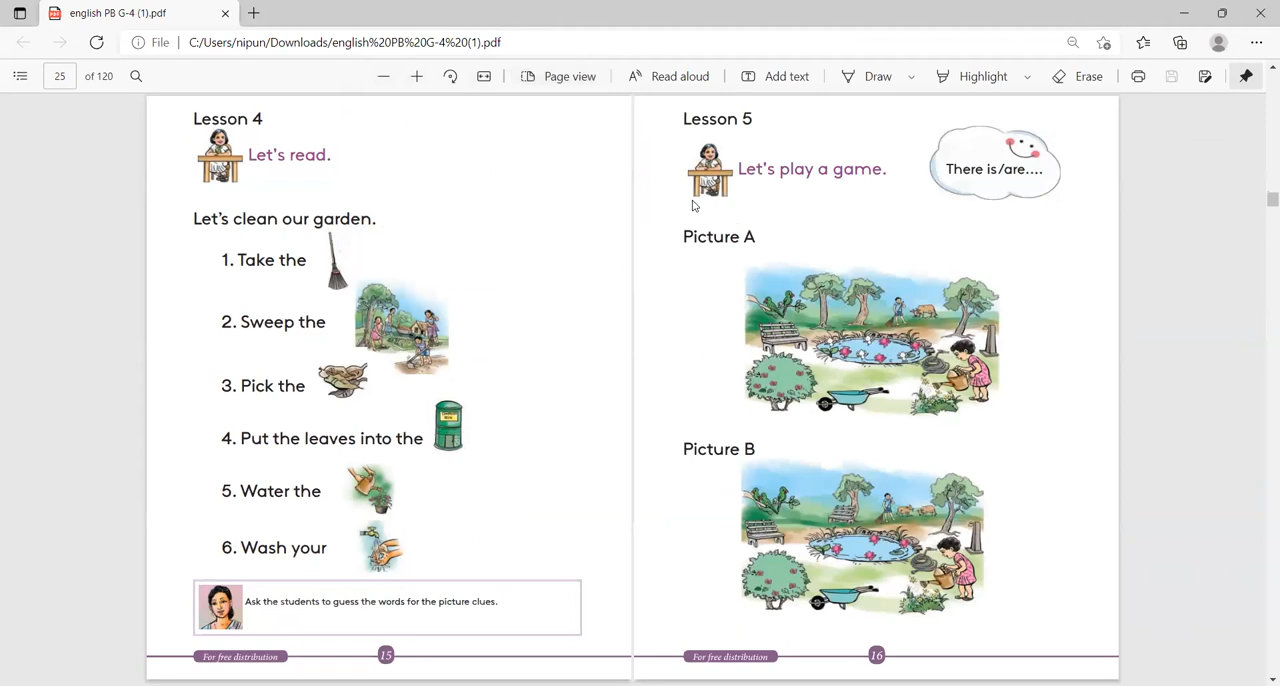 english PB G-4 (1).pdf
File
C:/Users/nipun/Downloads/english%20PB%20G-4%20(1).pdf
25 of 120
Page view
Read aloud
Add text
Draw
Highlight
Erase
Lesson 4
Let's read.
Let's clean our garden.
1. Take the
2. Sweep the
3. Pick the
4. Put the leaves into the
5. Water the
6. Wash your
Ask the students to guess the words for the picture clues.
For free distribution
15
Lesson 5
Let's play a game.
There is/are....
Picture A
Picture B
For free distribution
16